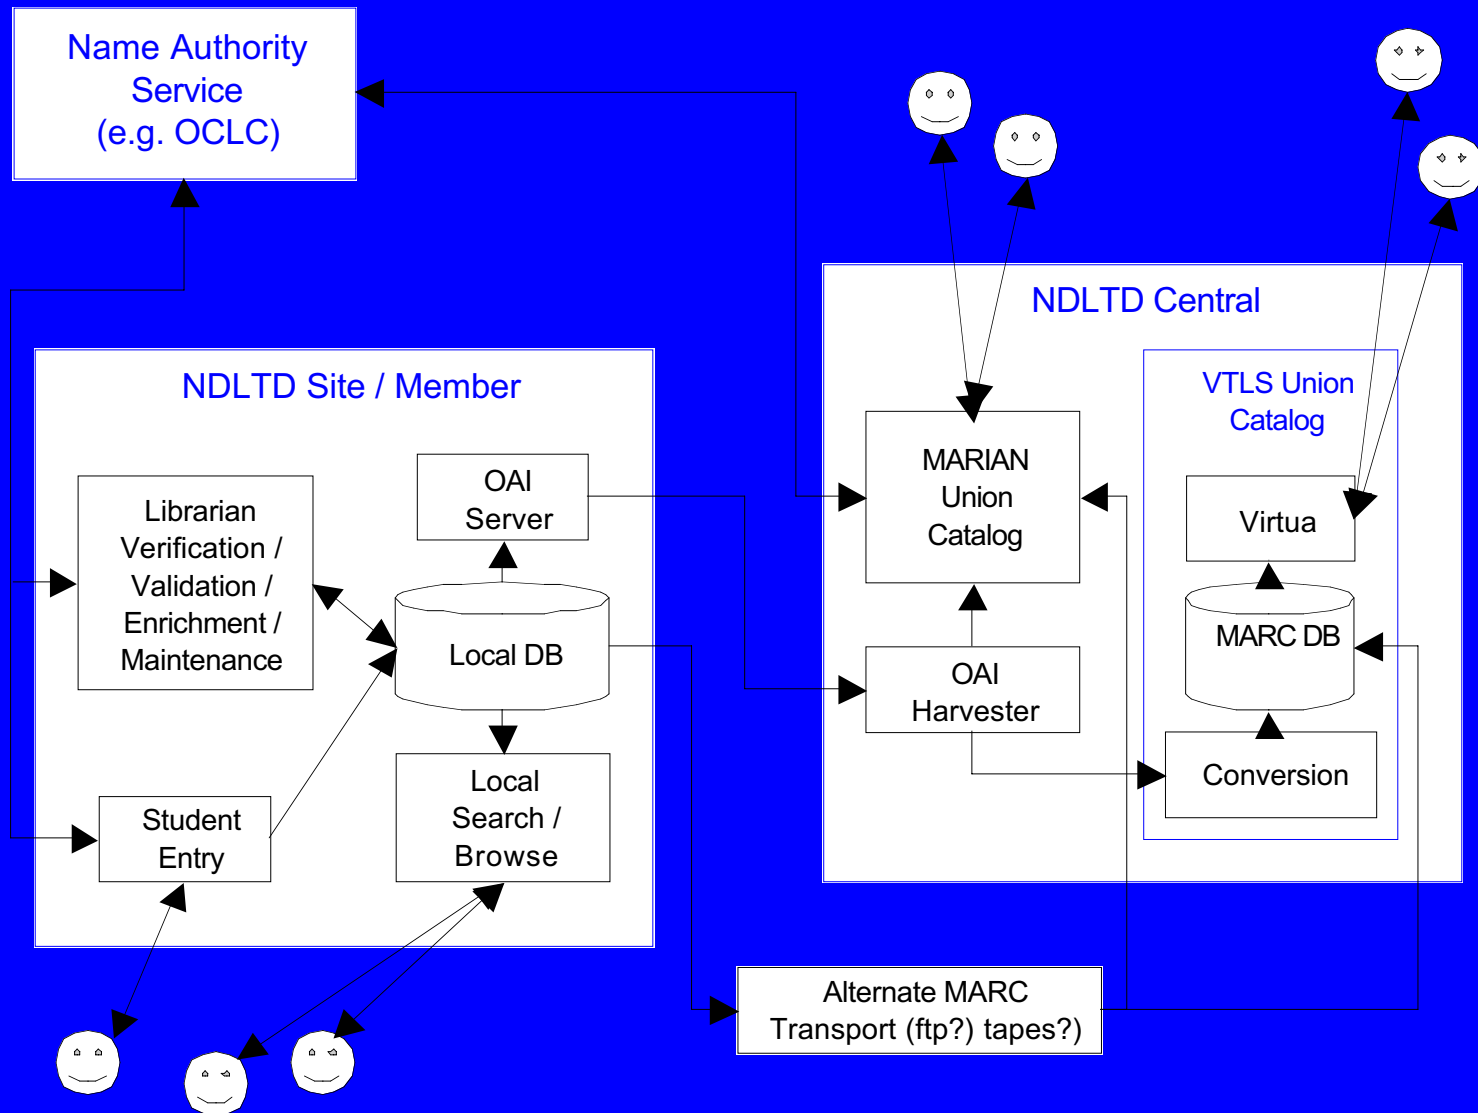 Name Authority
Service
(e.g. OCLC)
NDLTD Central
NDLTD Site / Member
VTLS Union
Catalog
MARIAN
Union
Catalog
OAI
Server
Virtua
Librarian
Verification /
Validation /
Enrichment /
Maintenance
Local DB
MARC DB
OAI
Harvester
Conversion
Local
Search /
Browse
Student
Entry
Alternate MARC
Transport (ftp?) tapes?)